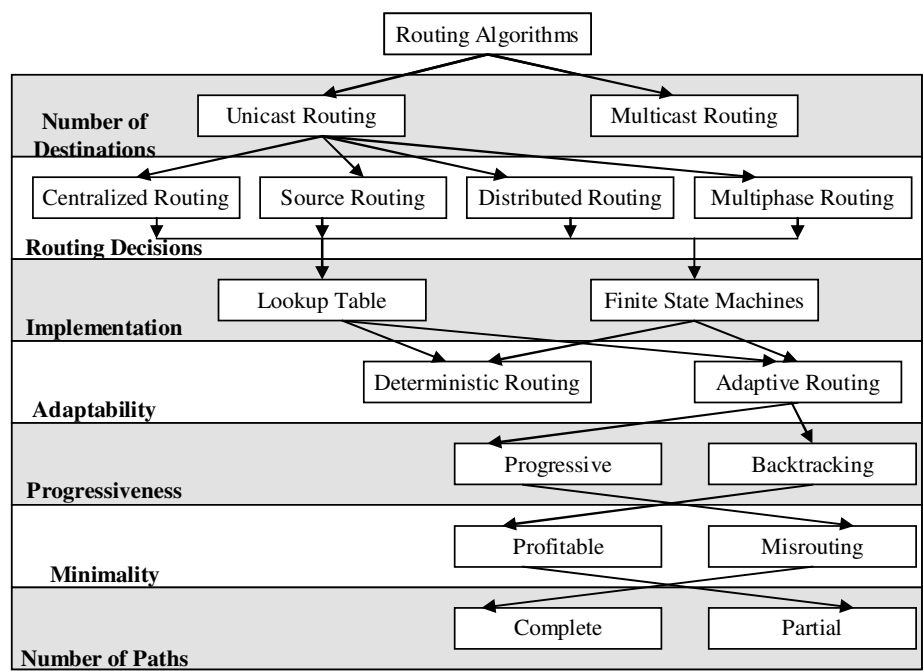 Routing Algorithms
Unicast Routing
Multicast Routing
Number of
Destinations
Centralized Routing
Source Routing
Distributed Routing
Multiphase Routing
Routing Decisions
Lookup Table
Finite State Machines
Implementation
Deterministic Routing
Adaptive Routing
Adaptability
Progressive
Backtracking
Progressiveness
Profitable
Misrouting
Minimality
Complete
Partial
Number of Paths